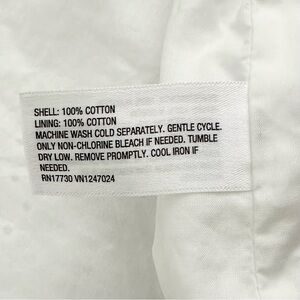 SHELL: 100% COTTON
LINING: 100% COTTON
MACHINE WASH COLD SEPARATELY. GENTLE CYCLE.
ONLY NON-CHLORINE BLEACH IF NEEDED. TUMBLE
DRY LOW. REMOVE PROMPTLY. COOL IRON IF
NEEDED.
RN17730 VN1247024